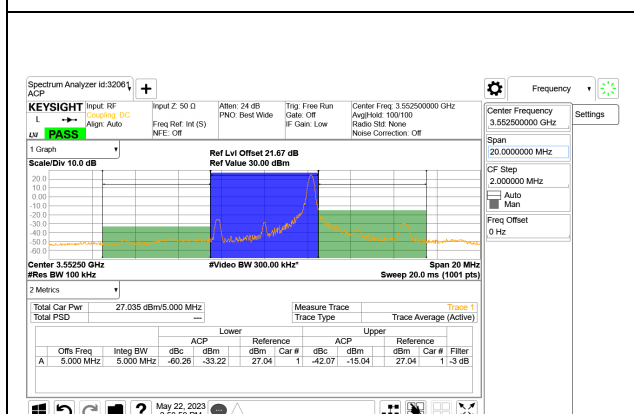 Spectrum Analyzer id:32061
ACP
+
Frequency
KEYSIGHT Input: RF Input Z: 50 Ω Atten: 24 dB Trig: Free Run Center Freq: 3.552500000 GHz
L Coupling: DC PNO: Best Wide Gate: Off Avg|Hold: 100/100
Align: Auto Freq Ref: Int (S) IF Gain: Low Radio Std: None
LXI PASS NFE: Off Noise Correction: Off
Center Frequency
3.552500000 GHz
Settings
Span
20.0000000 MHz
CF Step
2.000000 MHz
Auto
Man
Freq Offset
0 Hz
1 Graph
Ref Lvl Offset 21.67 dB
Scale/Div 10.0 dB Ref Value 30.00 dBm
20.0
10.0
0.00
-10.0
-20.0
-30.0
-40.0
-50.0
-60.0
Center 3.55250 GHz #Video BW 300.00 kHz* Span 20 MHz
#Res BW 100 kHz Sweep 20.0 ms (1001 pts)
2 Metrics
Total Car Pwr 27.035 dBm/5.000 MHz Measure Trace Trace 1
Total PSD --- Trace Type Trace Average (Active)
Lower Upper
ACP Reference ACP Reference
Offs Freq Integ BW dBc dBm dBm Car # dBc dBm dBm Car # Filter
A 5.000 MHz 5.000 MHz -60.26 -33.22 27.04 1 -42.07 -15.04 27.04 1 -3 dB
? May 22, 2023